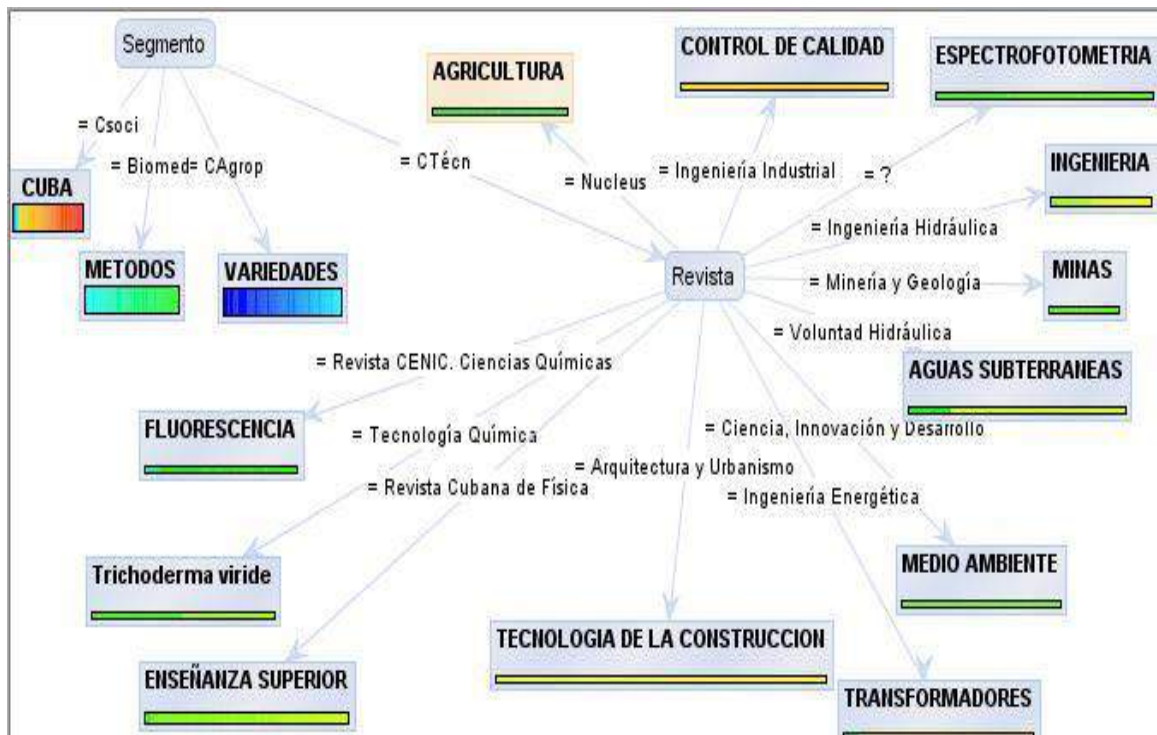 Segmento
CONTROL DE CALIDAD
ESPECTROFOTOMETRIA
AGRICULTURA
= Csoci
= Biomed
= CAgrop
= CTécn
= Nucleus
= Ingeniería Industrial
= ?
INGENIERIA
CUBA
= Ingeniería Hidráulica
METODOS
VARIEDADES
Revista
MINAS
= Minería y Geología
= Voluntad Hidráulica
= Revista CENIC. Ciencias Químicas
AGUAS SUBTERRANEAS
FLUORESCENCIA
= Tecnología Química
= Ciencia, Innovación y Desarrollo
= Arquitectura y Urbanismo
= Revista Cubana de Física
= Ingeniería Energética
Trichoderma viride
MEDIO AMBIENTE
TECNOLOGIA DE LA CONSTRUCCION
ENSEÑANZA SUPERIOR
TRANSFORMADORES